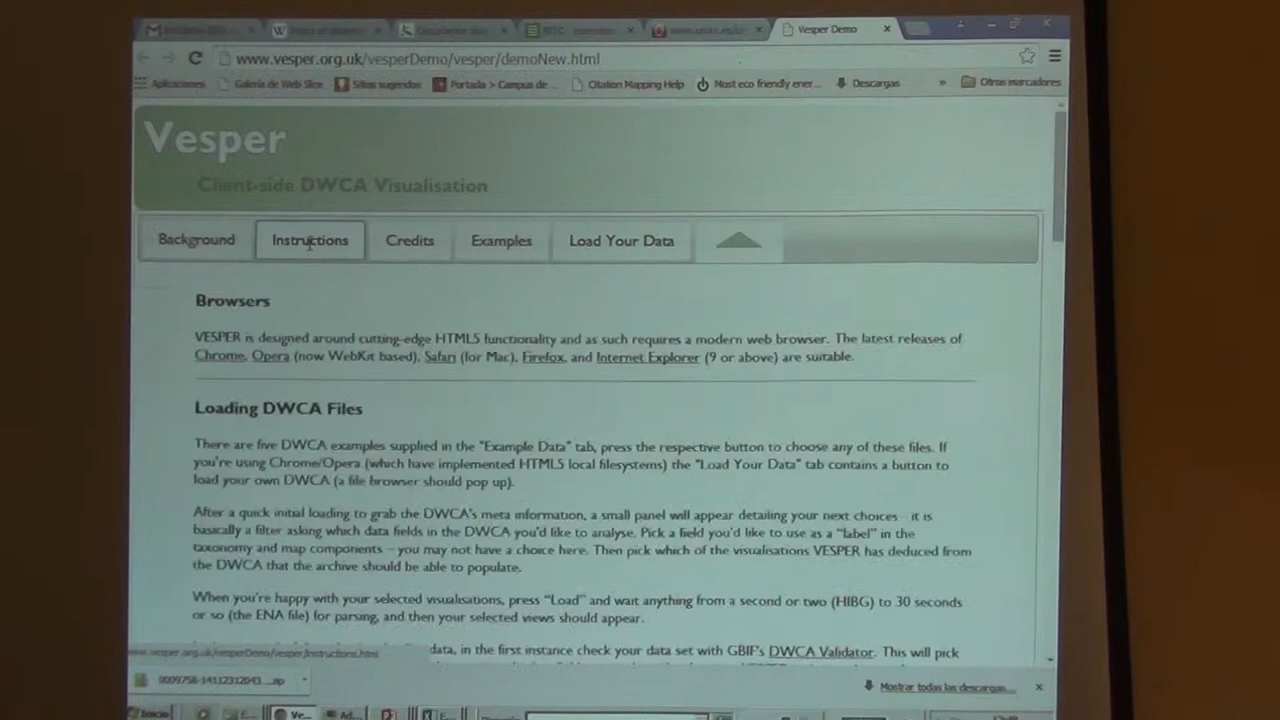 Vesper Demo
www.vesper.org.uk/vesperDemo/vesper/demoNew.html
Aplicaciones
Galería de Web Slice
Sitios sugeridos
Portada > Campus de ...
Citation Mapping Help
Most eco friendly ener...
Descargas
»
Otros marcadores
Vesper
Client-side DWCA Visualisation
Background
Instructions
Credits
Examples
Load Your Data
Browsers
VESPER is designed around cutting-edge HTML5 functionality and as such requires a modern web browser. The latest releases of
Chrome, Opera (now WebKit based), Safari (for Mac), Firefox, and Internet Explorer (9 or above) are suitable.
Loading DWCA Files
There are five DWCA examples supplied in the "Example Data" tab, press the respective button to choose any of these files. If
you're using Chrome/Opera (which have implemented HTML5 local filesystems) the "Load Your Data" tab contains a button to
load your own DWCA (a file browser should pop up).
After a quick initial loading to grab the DWCA's meta information, a small panel will appear detailing your next choices - it is
basically a filter asking which data fields in the DWCA you'd like to analyse. Pick a field you'd like to use as a "label" in the
taxonomy and map components - you may not have a choice here. Then pick which of the visualisations VESPER has deduced from
the DWCA that the archive should be able to populate.
When you're happy with your selected visualisations, press "Load" and wait anything from a second or two (HIBG) to 30 seconds
or so (the ENA file) for parsing, and then your selected views should appear.
data, in the first instance check your data set with GBIF's DWCA Validator. This will pick
www.vesper.org.uk/vesperDemo/vesper/instructions.html
0009758-14112312043....zip
Mostrar todas las descargas...
Inicio